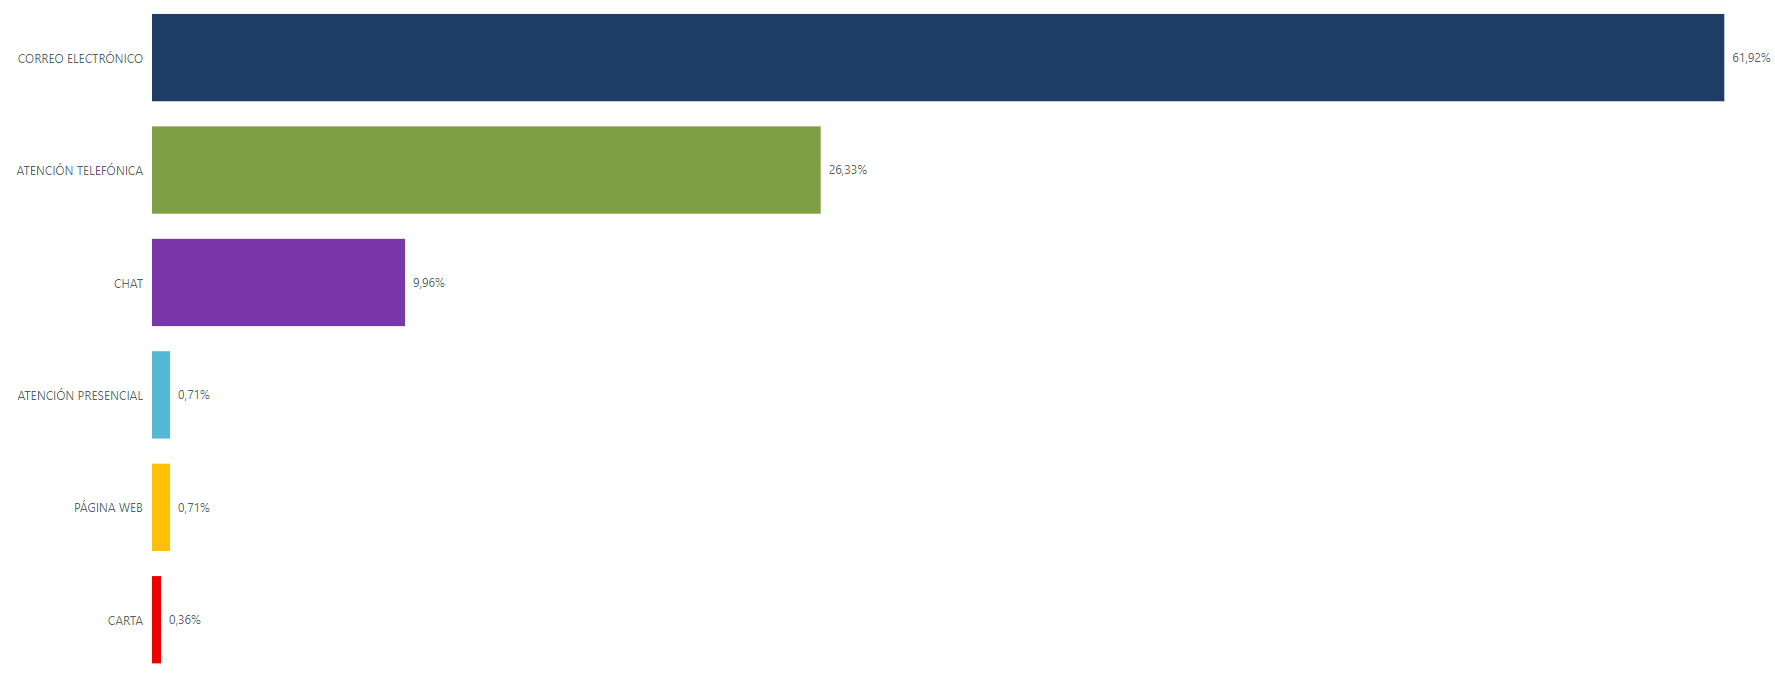 CORREO ELECTRÓNICO 61,92%
ATENCIÓN TELEFÓNICA 26,33%
CHAT 9,96%
ATENCIÓN PRESENCIAL 0,71%
PÁGINA WEB 0,71%
CARTA 0,36%